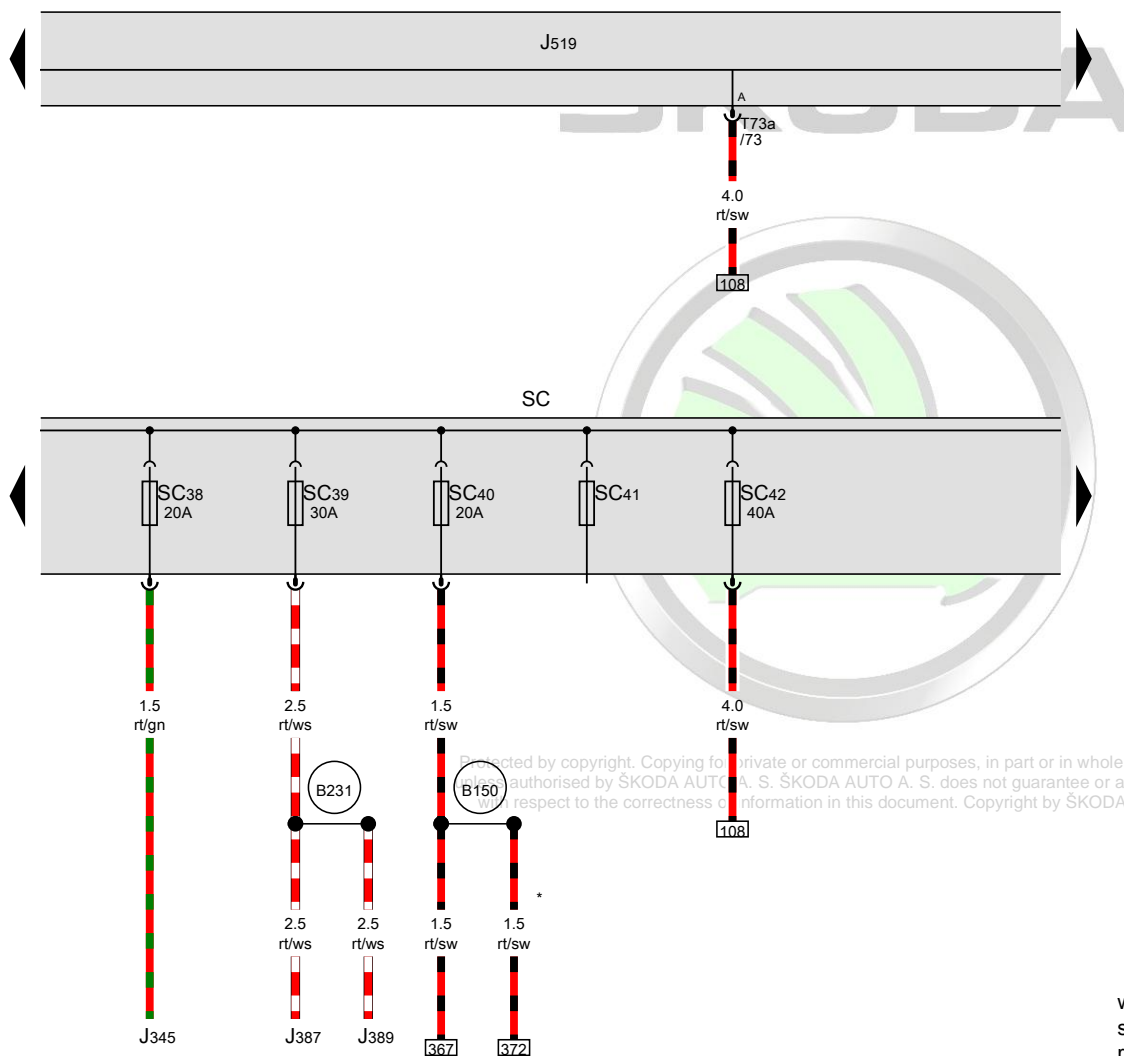 J519
A
T73a
/73
ŠKODA
4.0
rt/sw
108
SC
SC38
20A
SC39
30A
SC40
20A
SC41
SC42
40A
1.5
rt/gn
2.5
rt/ws
1.5
rt/sw
4.0
rt/sw
Protected by copyright. Copying for private or commercial purposes, in part or in whole
unless authorised by ŠKODA AUTO A. S. ŠKODA AUTO A. S. does not guarantee or a
with respect to the correctness of information in this document. Copyright by ŠKODA
B231
B150
108
*
2.5
rt/ws
2.5
rt/ws
1.5
rt/sw
1.5
rt/sw
J345
J387
J389
367
372